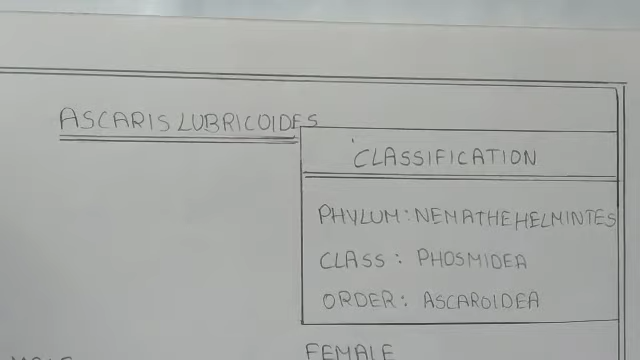 ASCARIS LUBRICOIDES
CLASSIFICATION
PHYLUM: NEMATHEHELMINTES
CLASS: PHOSMIDEA
ORDER: ASCAROIDEA
FEMALE